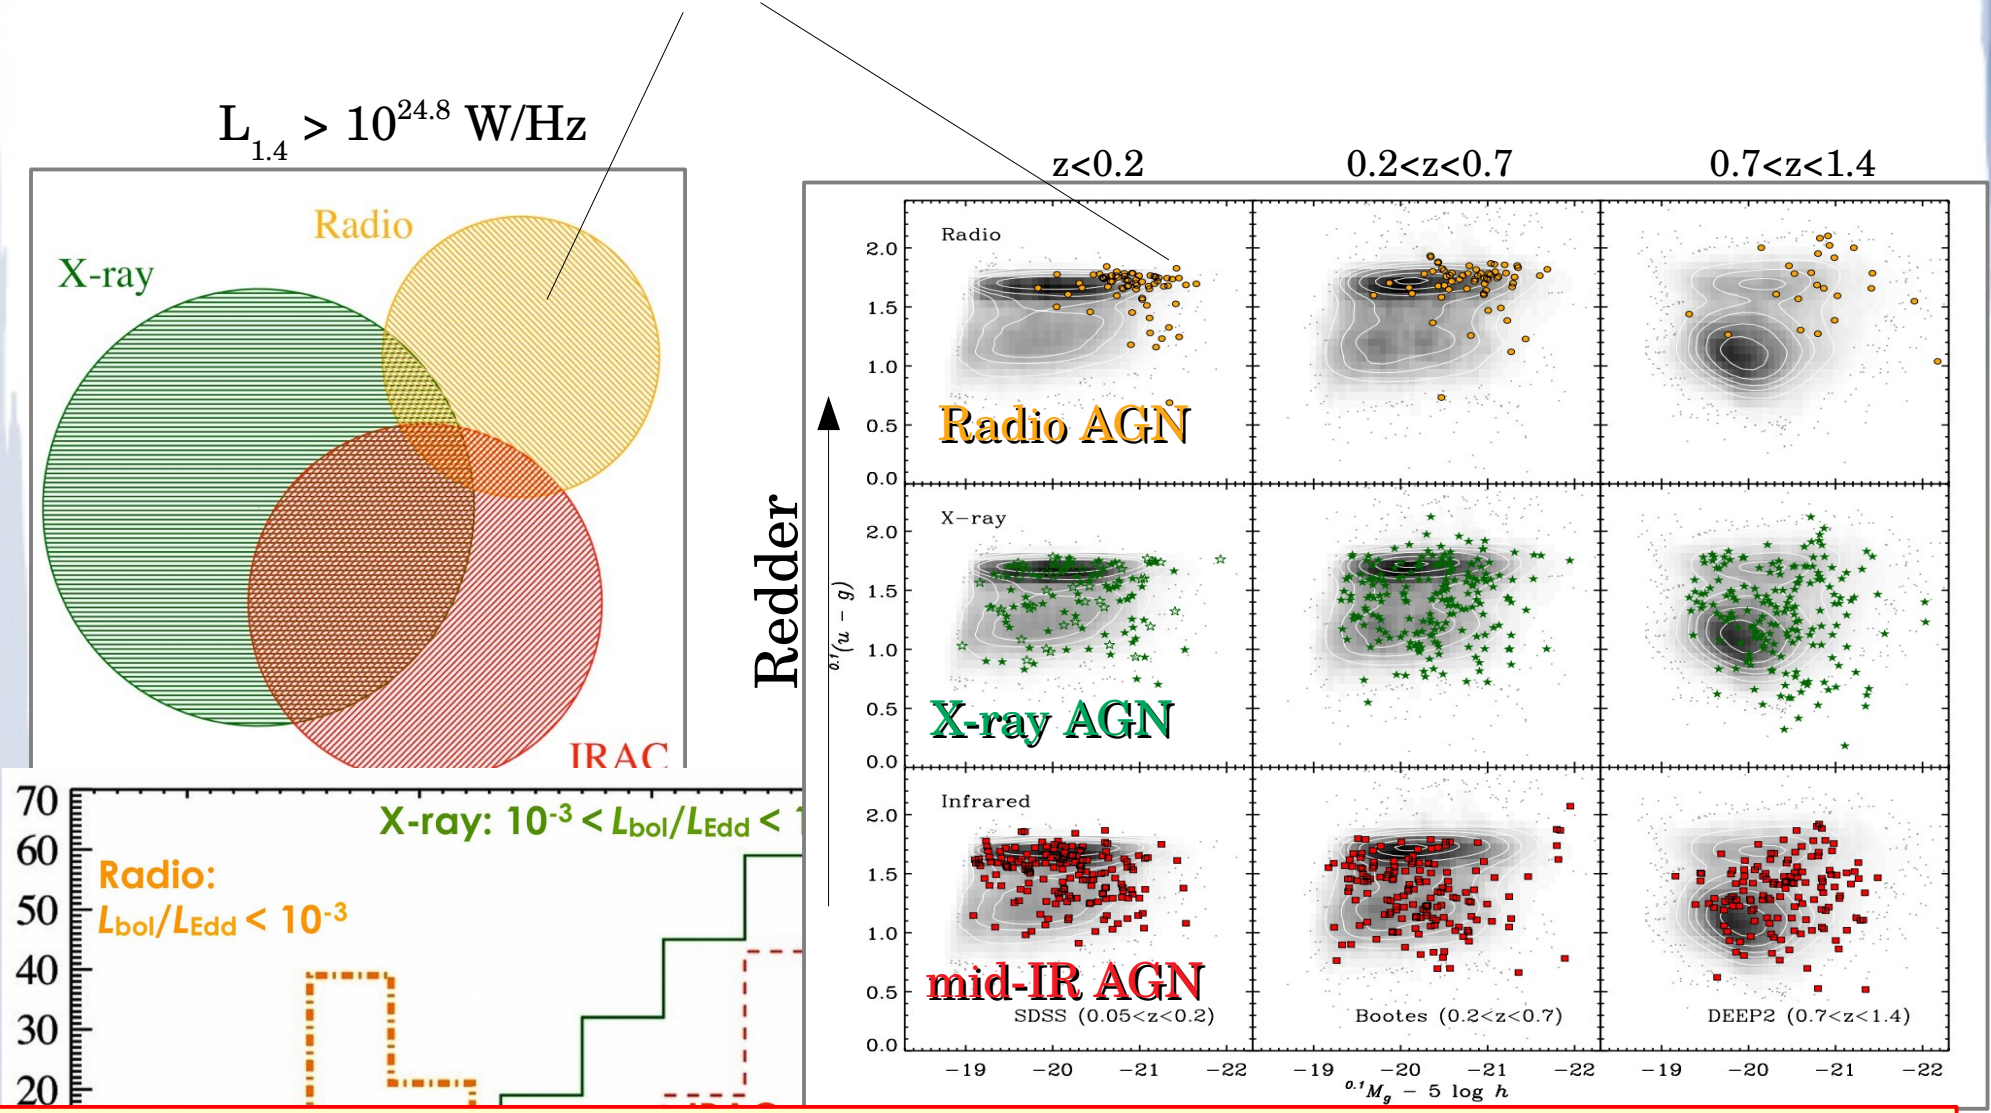 L1.4 > 10^24.8 W/Hz
Radio
X-ray
IRAC
70
60
50
40
30
20
X-ray: 10^-3 < Lbol/LEdd <
Radio:
Lbol/LEdd < 10^-3
z<0.2
0.2<z<0.7
0.7<z<1.4
Redder
0.1(u − g)
Radio
2.0
1.5
1.0
0.5
0.0
Radio AGN
X−ray
2.0
1.5
1.0
0.5
0.0
X-ray AGN
Infrared
2.0
1.5
1.0
0.5
0.0
mid-IR AGN
SDSS (0.05<z<0.2)
Bootes (0.2<z<0.7)
DEEP2 (0.7<z<1.4)
−19 −20 −21 −22
−19 −20 −21 −22
−19 −20 −21 −22
0.1Mg − 5 log h